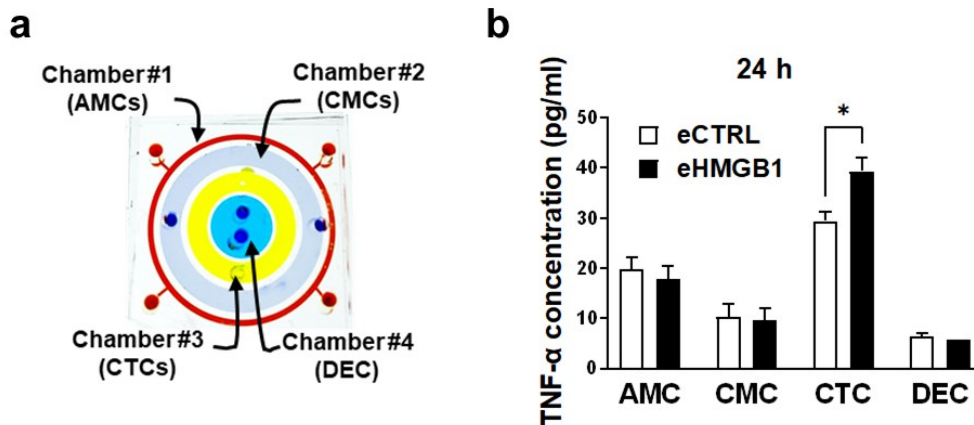 a
Chamber#1
(AMCs)
Chamber#2
(CMCs)
Chamber#3
(CTCs)
Chamber#4
(DEC)
b
24 h
TNF-α concentration (pg/ml)
50
40
30
20
10
0
eCTRL
eHMGB1
*
AMC CMC CTC DEC